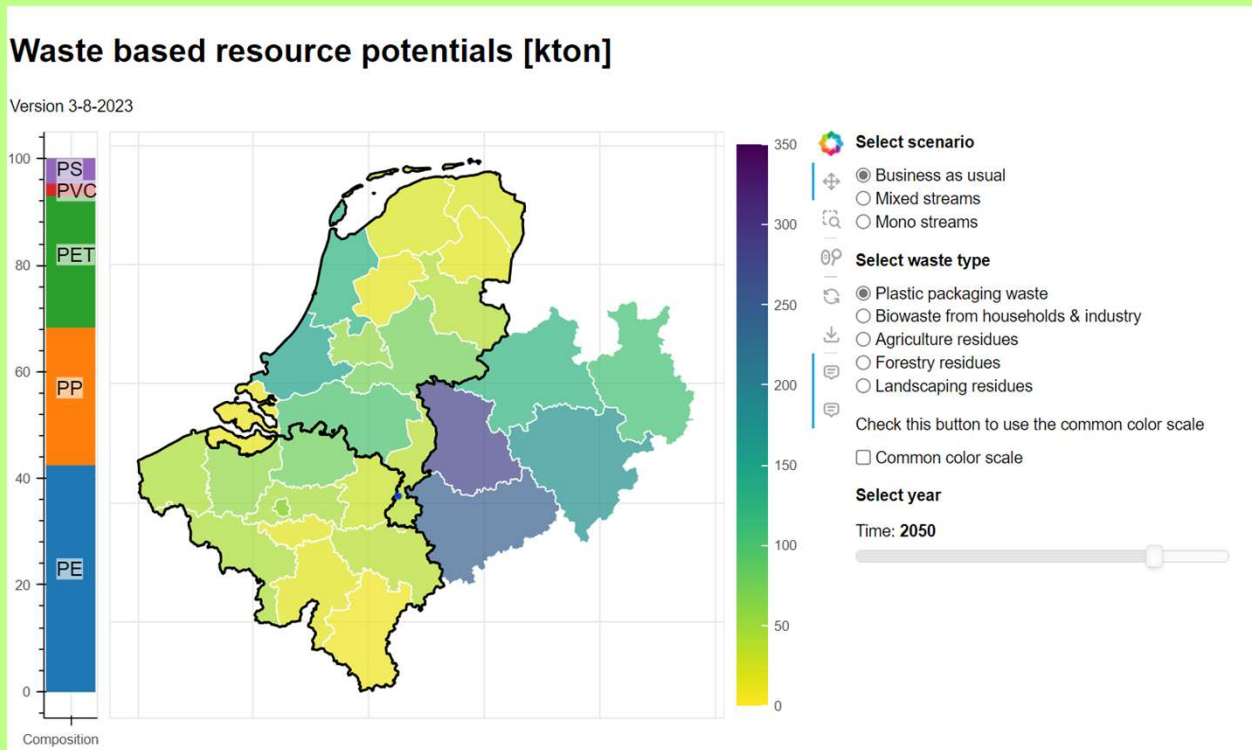 Waste based resource potentials [kton]
Version 3-8-2023
100
80
60
40
20
0
PS
PVC
PET
PP
PE
Composition
350
300
250
200
150
100
50
0
Select scenario
Business as usual
Mixed streams
Mono streams
Select waste type
Plastic packaging waste
Biowaste from households & industry
Agriculture residues
Forestry residues
Landscaping residues
Check this button to use the common color scale
Common color scale
Select year
Time: 2050